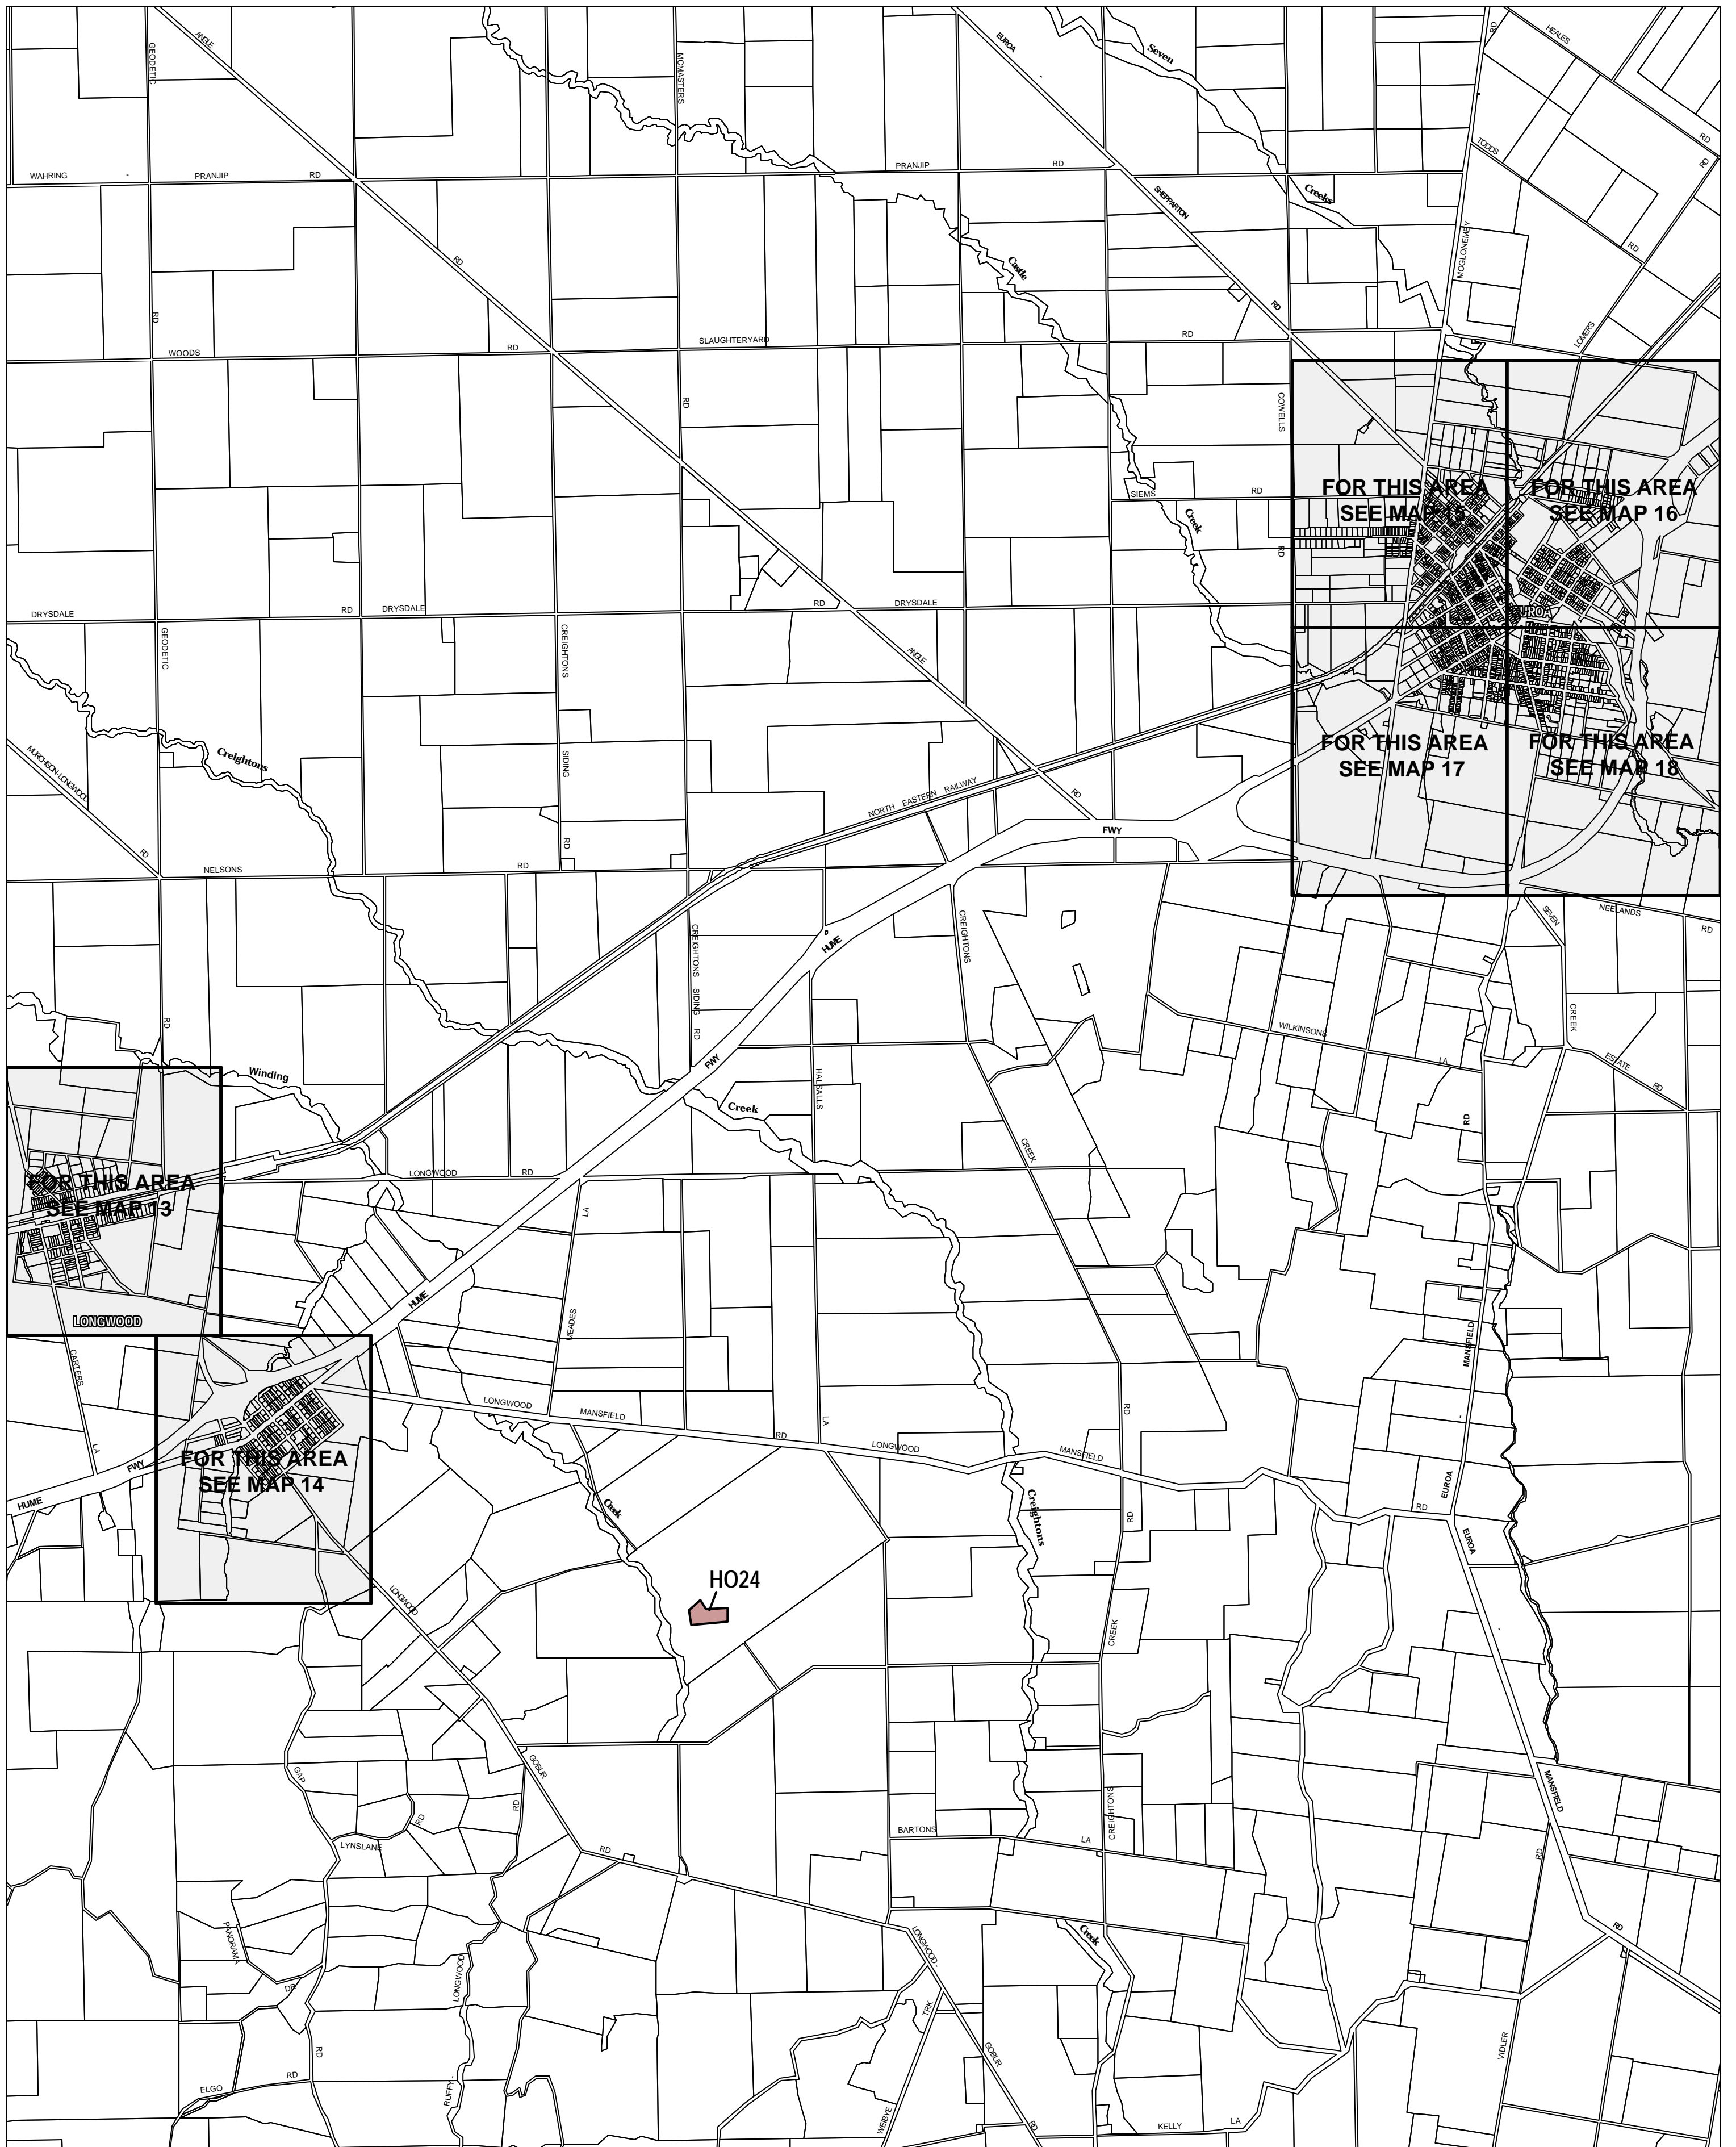 ANGLE
GEODETIC
MCMASTERS
EUROA
Seven
RD
HEALES
RD
RD
TODDS
WAHRING
PRANJIP
RD
PRANJIP
RD
SHEPPARTON
Creeks
MOGLONEMBY
RD
RD
Castle
RD
RD
WOODS
RD
SLAUGHTERYARD
RD
LOMERS
RD
COWELLS
FOR THIS AREA
SEE MAP 15
FOR THIS AREA
SEE MAP 16
SIEMS
RD
Creek
RD
DRYSDALE
RD
DRYSDALE
RD
DRYSDALE
EUROA
GEODETIC
CREIGHTONS
ANGLE
MURCHISON-LONGWOOD
Creightons
SIDING
FOR THIS AREA
SEE MAP 17
FOR THIS AREA
SEE MAP 18
NORTH EASTERN RAILWAY
RD
FWY
RD
RD
NELSONS
RD
CREIGHTONS
SEVEN
NEELANDS
RD
HUME
CREIGHTONS SIDING RD
RD
CREEK
WILKINSONS
LA
ESTATE
RD
FWY
Winding
HALSALLS
Creek
RD
CREEK
LONGWOOD
RD
FOR THIS AREA
SEE MAP 13
LA
HUME
LONGWOOD
MEADES
MANSFIELD
CARTERS
LONGWOOD
MANSFIELD
RD
LA
LONGWOOD
MANSFIELD
RD
LA
FWY
HUME
FOR THIS AREA
SEE MAP 14
EUROA
RD
Creek
Creightons
RD
EUROA
HO24
LONGWOOD
CREEK
GAP
GOBUR
MANSFIELD
RD
RD
CREIGHTONS
BARTONS
LA
LYNSLANE
RD
RD
PANORAMA
LONGWOOD
Creek
RD
LONGWOOD
DR
TRK
RD
GOBUR
VIDLER
ELGO
RD
RUFFY-
WEIBYE
RD
KELLY
LA